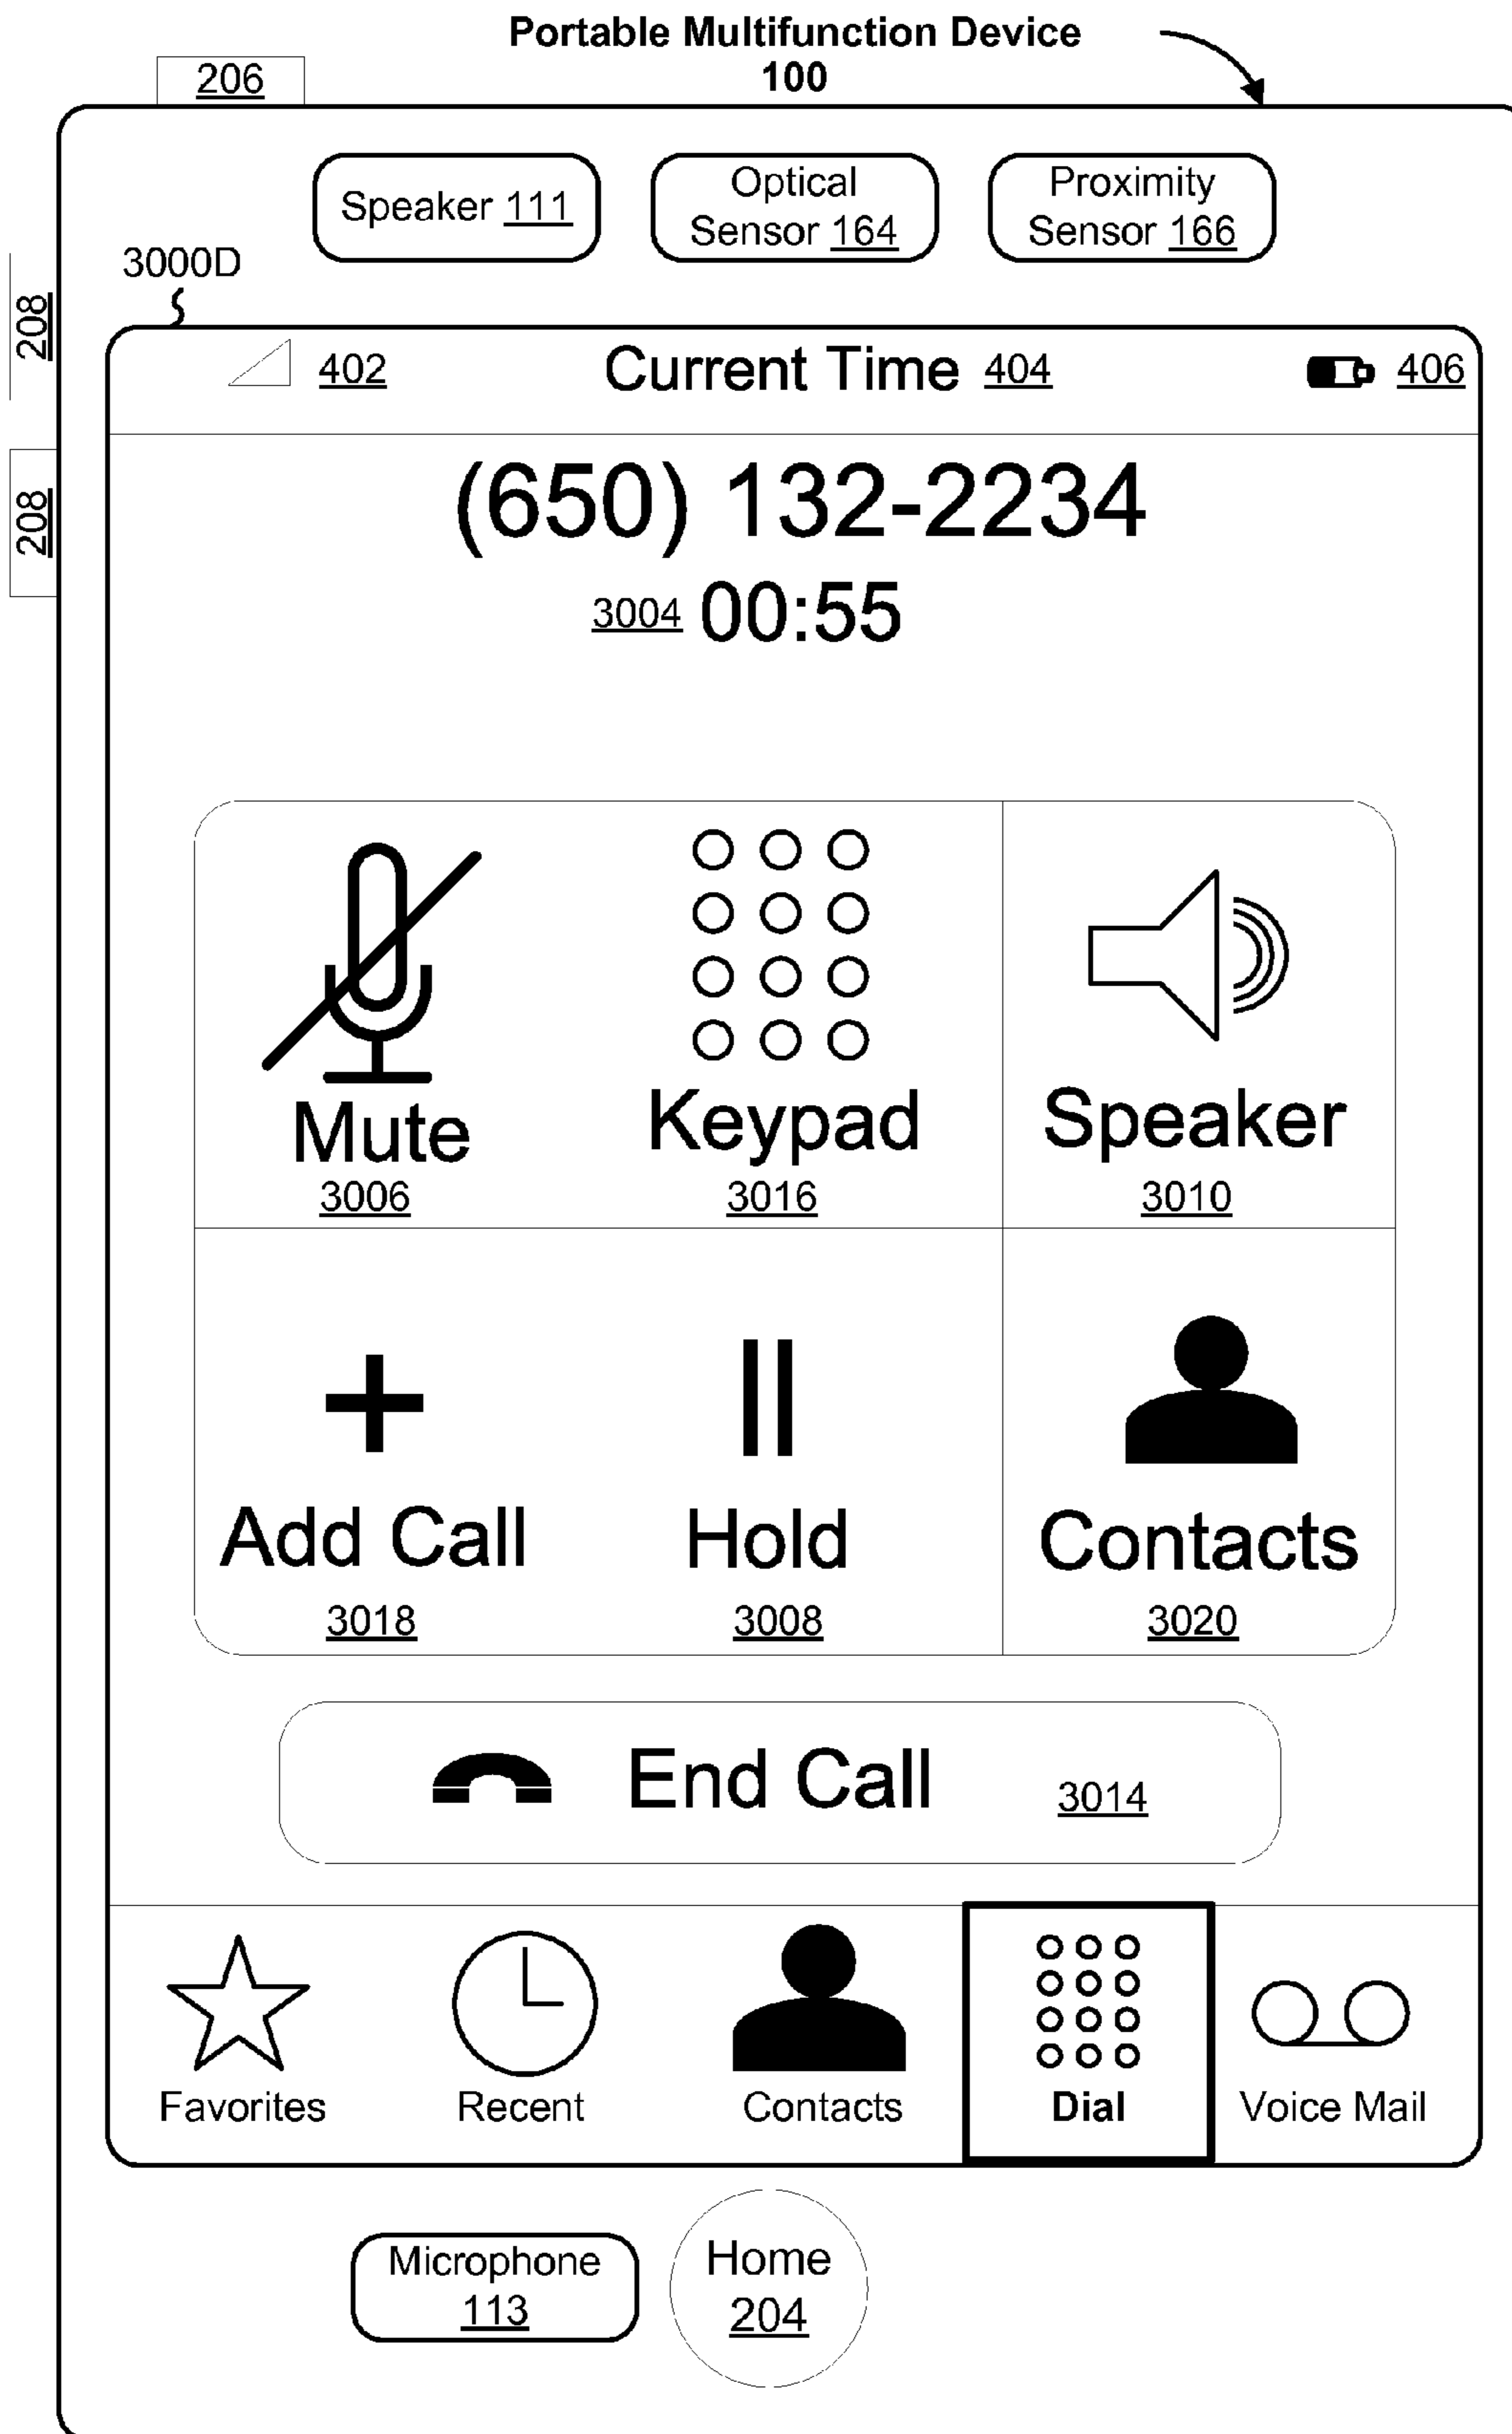 Portable Multifunction Device
100
206
Speaker 111
Optical
Sensor 164
Proximity
Sensor 166
3000D
208
402
Current Time 404
406
208
(650) 132-2234
3004 00:55
Mute
3006
Keypad
3016
Speaker
3010
Add Call
3018
Hold
3008
Contacts
3020
End Call 3014
Favorites
Recent
Contacts
Dial
Voice Mail
Microphone
113
Home
204